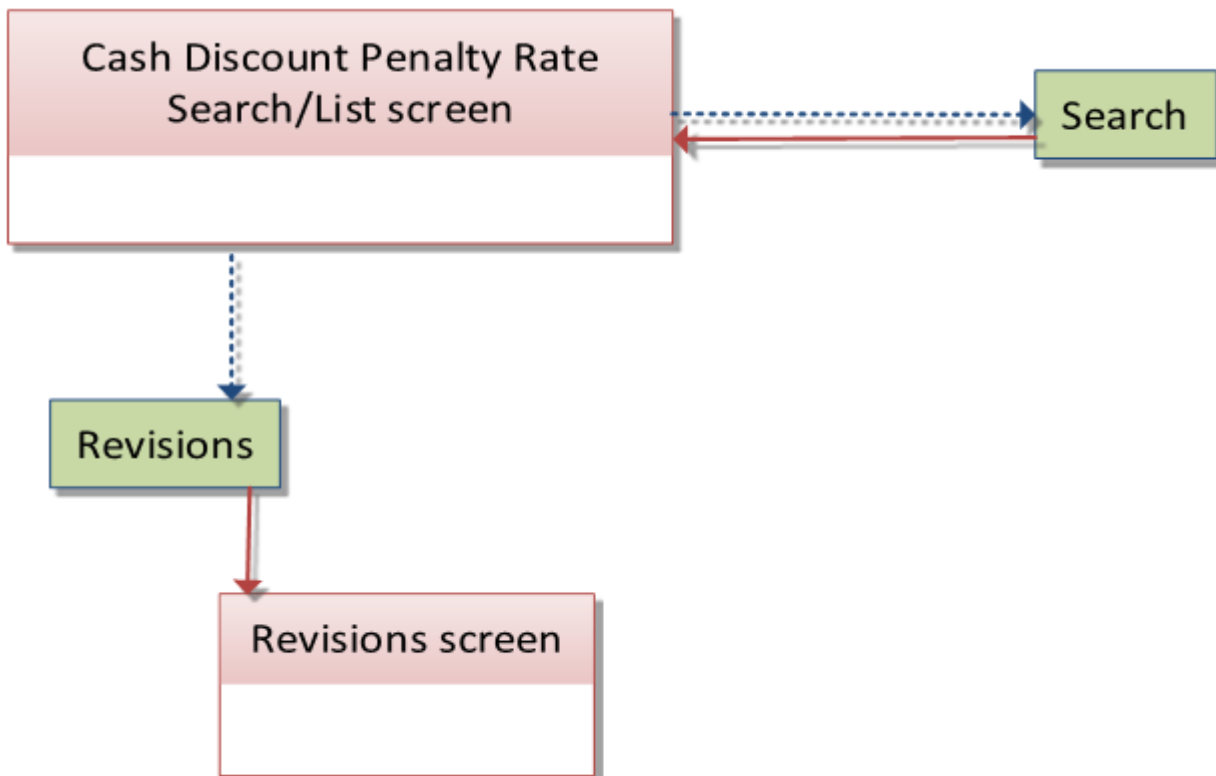 Cash Discount Penalty Rate
Search/List screen
Search
Revisions
Revisions screen